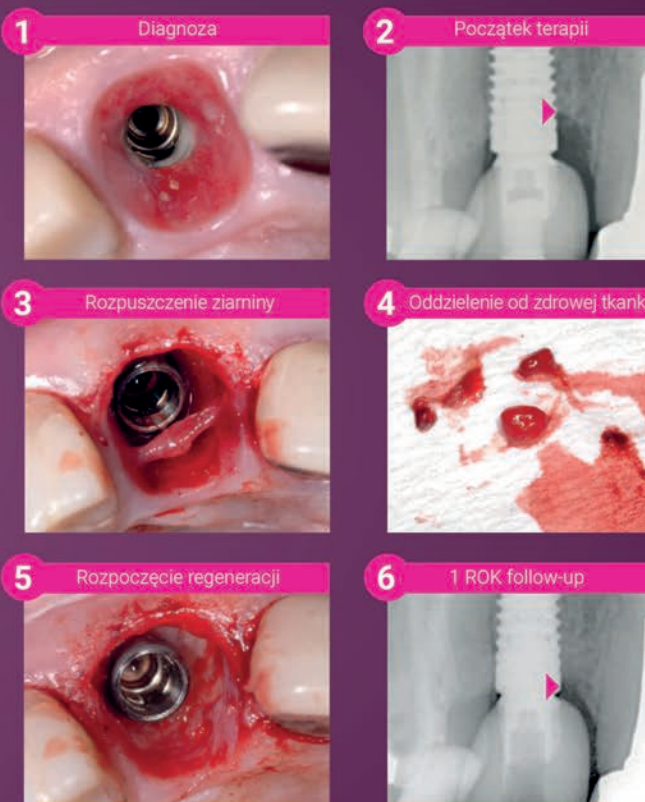 1 Diagnoza
2 Początek terapii
3 Rozpuszczenie ziarniny
4 Oddzielenie od zdrowej tkank
5 Rozpoczęcie regeneracji
6 1 ROK follow-up